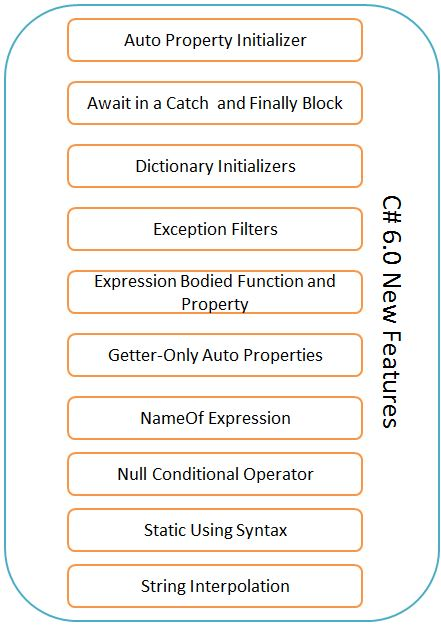 Auto Property Initializer
Await in a Catch and Finally Block
Dictionary Initializers
Exception Filters
Expression Bodied Function and
Property
Getter-Only Auto Properties
NameOf Expression
Null Conditional Operator
Static Using Syntax
String Interpolation
C# 6.0 New Features